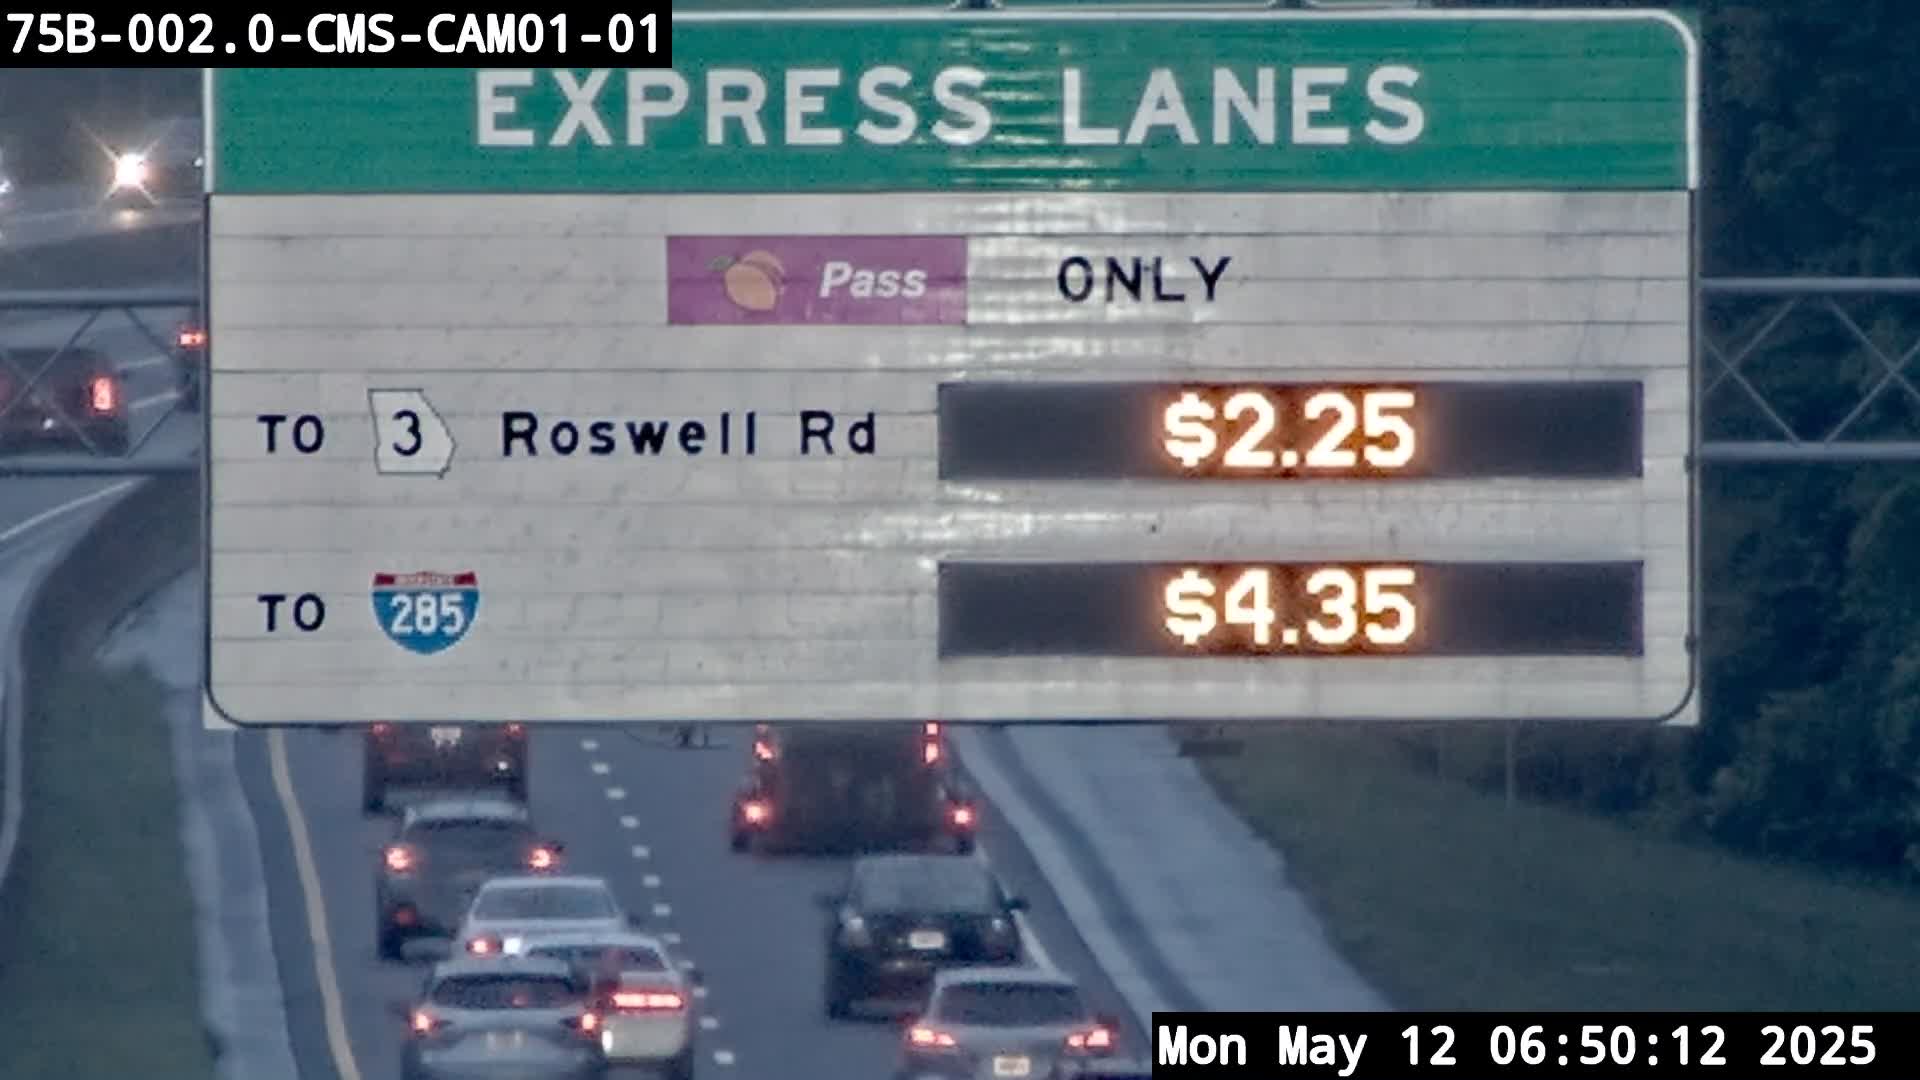 75B-002.0-CMS-CAM01-01
EXPRESS LANES
Pass ONLY
TO 3 Roswell Rd $2.25
TO 285 $4.35
Mon May 12 06:50:12 2025